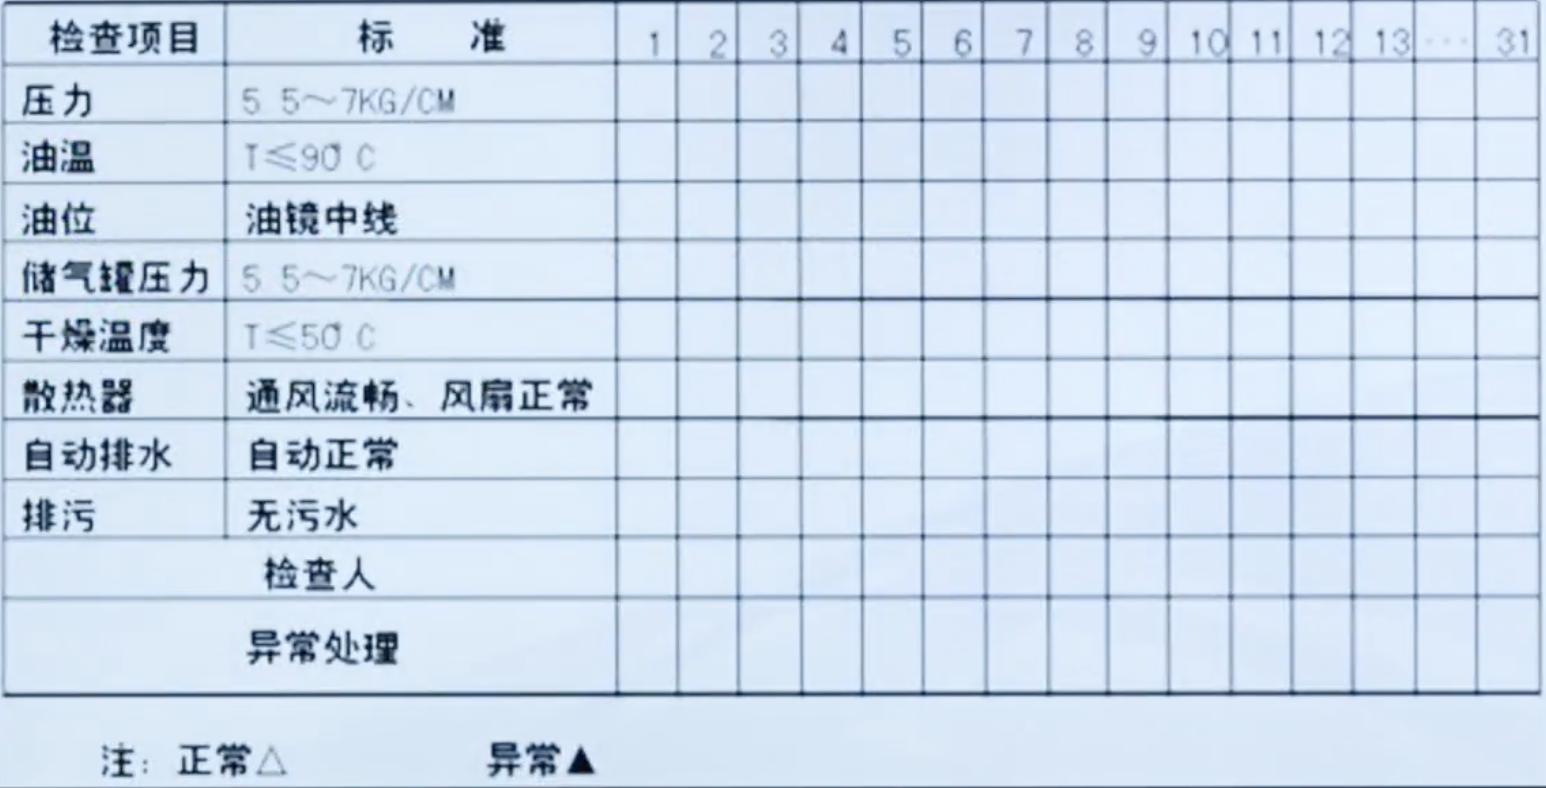 检查项目 标 准 1 2 3 4 5 6 7 8 9 10 11 12 13 ··· 31
压力 5 5～7KG/CM
油温 T≤90°C
油位 油镜中线
储气罐压力 5 5～7KG/CM
干燥温度 T≤50°C
散热器 通风流畅、风扇正常
自动排水 自动正常
排污 无污水
检查人
异常处理
注：正常△ 异常▲